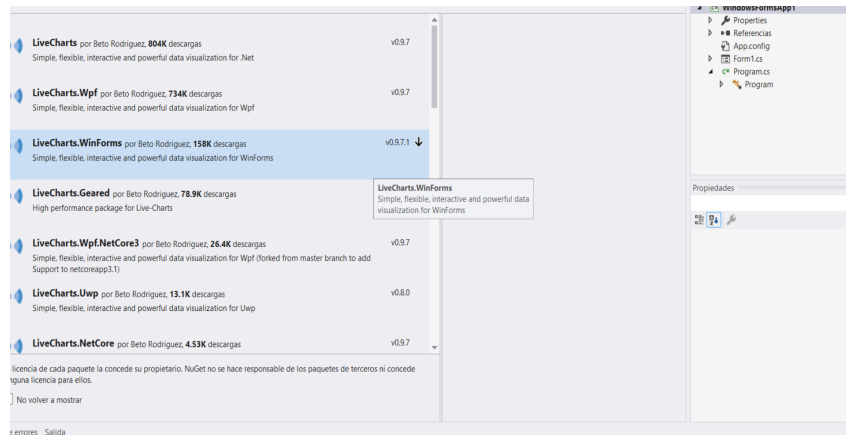 LiveCharts por Beto Rodriguez, 804K descargas v0.9.7
Simple, flexible, interactive and powerful data visualization for .Net
LiveCharts.Wpf por Beto Rodriguez, 734K descargas v0.9.7
Simple, flexible, interactive and powerful data visualization for Wpf
LiveCharts.WinForms por Beto Rodriguez, 158K descargas v0.9.7.1
Simple, flexible, interactive and powerful data visualization for WinForms
LiveCharts.Geared por Beto Rodriguez, 78.9K descargas
High performance package for Live-Charts
LiveCharts.WinForms
Simple, flexible, interactive and powerful data
visualization for WinForms
LiveCharts.Wpf.NetCore3 por Beto Rodriguez, 26.4K descargas v0.9.7
Simple, flexible, interactive and powerful data visualization for Wpf (forked from master branch to add
Support to netcoreapp3.1)
LiveCharts.Uwp por Beto Rodriguez, 13.1K descargas v0.8.0
Simple, flexible, interactive and powerful data visualization for Uwp
LiveCharts.NetCore por Beto Rodriguez, 4.53K descargas v0.9.7
licencia de cada paquete la concede su propietario. NuGet no se hace responsable de los paquetes de terceros ni concede
nguna licencia para ellos.
No volver a mostrar
e errores Salida
WindowsFormsApp1
Properties
Referencias
App.config
Form1.cs
C# Program.cs
Program
Propiedades